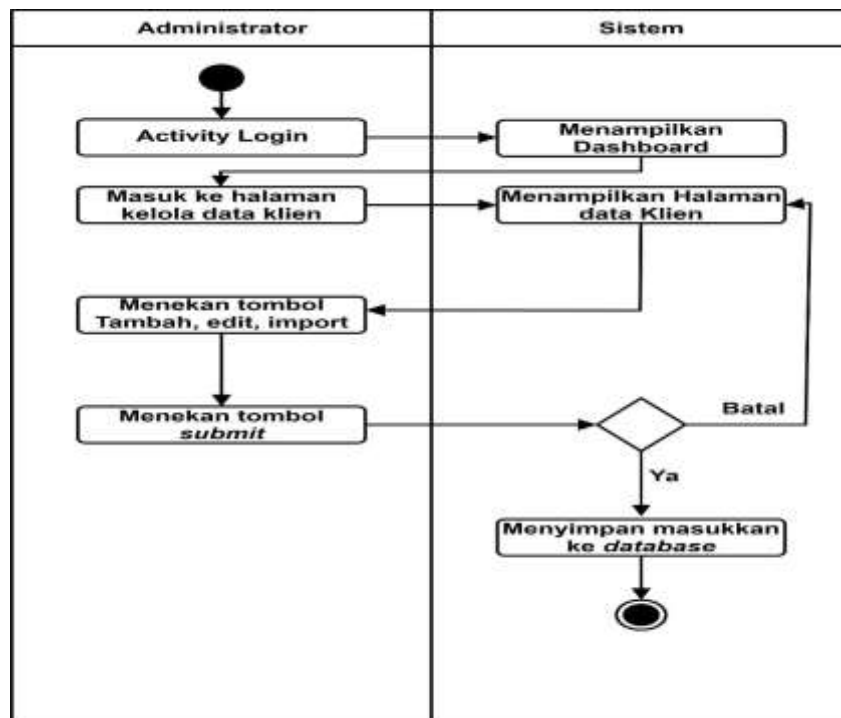 Administrator
Sistem
Activity Login
Menampilkan
Dashboard
Masuk ke halaman
kelola data klien
Menampilkan Halaman
data Klien
Menekan tombol
Tambah, edit, import
Menekan tombol
submit
Batal
Ya
Menyimpan masukkan
ke database